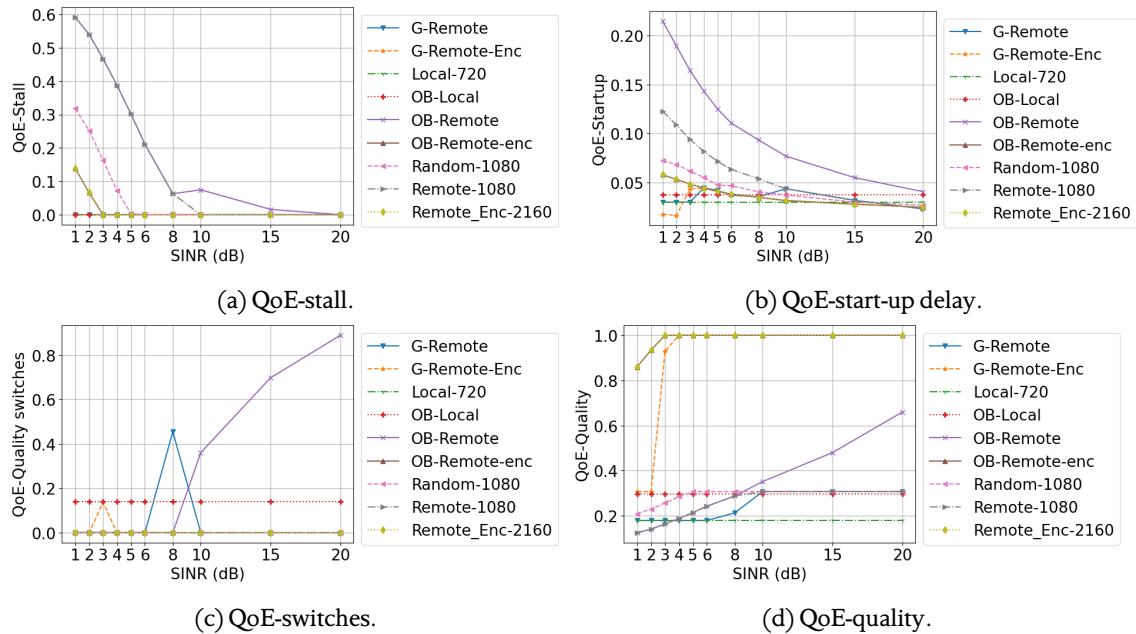 0.6
0.5
0.4
0.3
0.2
0.1
0.0
QoE-Stall
1 2 3 4 5 6 8 10 15 20
SINR (dB)
G-Remote
G-Remote-Enc
Local-720
OB-Local
OB-Remote
OB-Remote-enc
Random-1080
Remote-1080
Remote_Enc-2160
(a) QoE-stall.
0.20
0.15
0.10
0.05
QoE-Startup
1 2 3 4 5 6 8 10 15 20
SINR (dB)
G-Remote
G-Remote-Enc
Local-720
OB-Local
OB-Remote
OB-Remote-enc
Random-1080
Remote-1080
Remote_Enc-2160
(b) QoE-start-up delay.
0.8
0.6
0.4
0.2
0.0
QoE-Quality switches
1 2 3 4 5 6 8 10 15 20
SINR (dB)
G-Remote
G-Remote-Enc
Local-720
OB-Local
OB-Remote
OB-Remote-enc
Random-1080
Remote-1080
Remote_Enc-2160
(c) QoE-switches.
1.0
0.8
0.6
0.4
0.2
QoE-Quality
1 2 3 4 5 6 8 10 15 20
SINR (dB)
G-Remote
G-Remote-Enc
Local-720
OB-Local
OB-Remote
OB-Remote-enc
Random-1080
Remote-1080
Remote_Enc-2160
(d) QoE-quality.